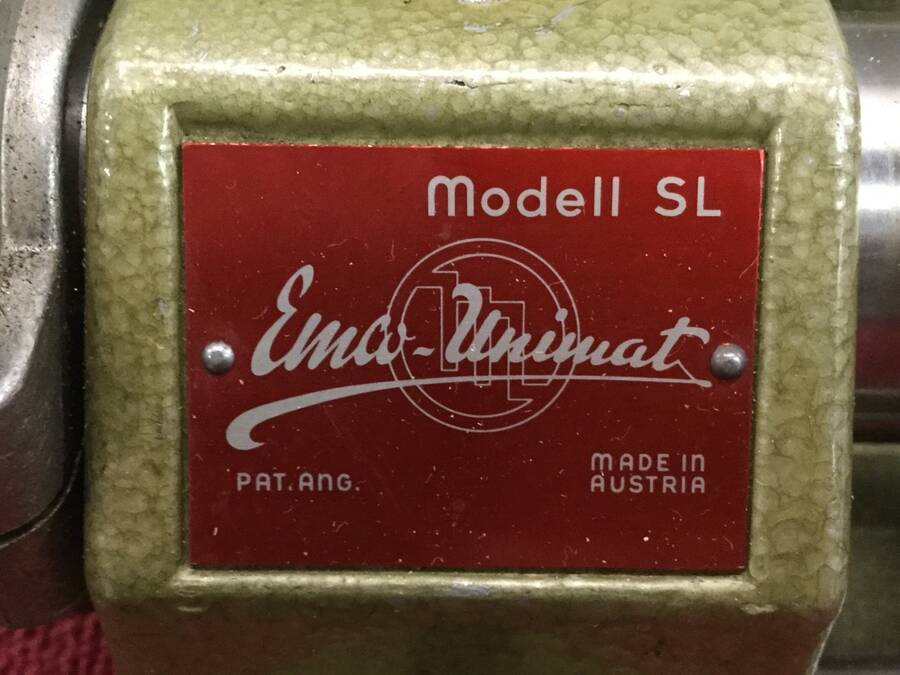 Modell SL
Emco-Unimat
PAT. ANG.
MADE IN
AUSTRIA